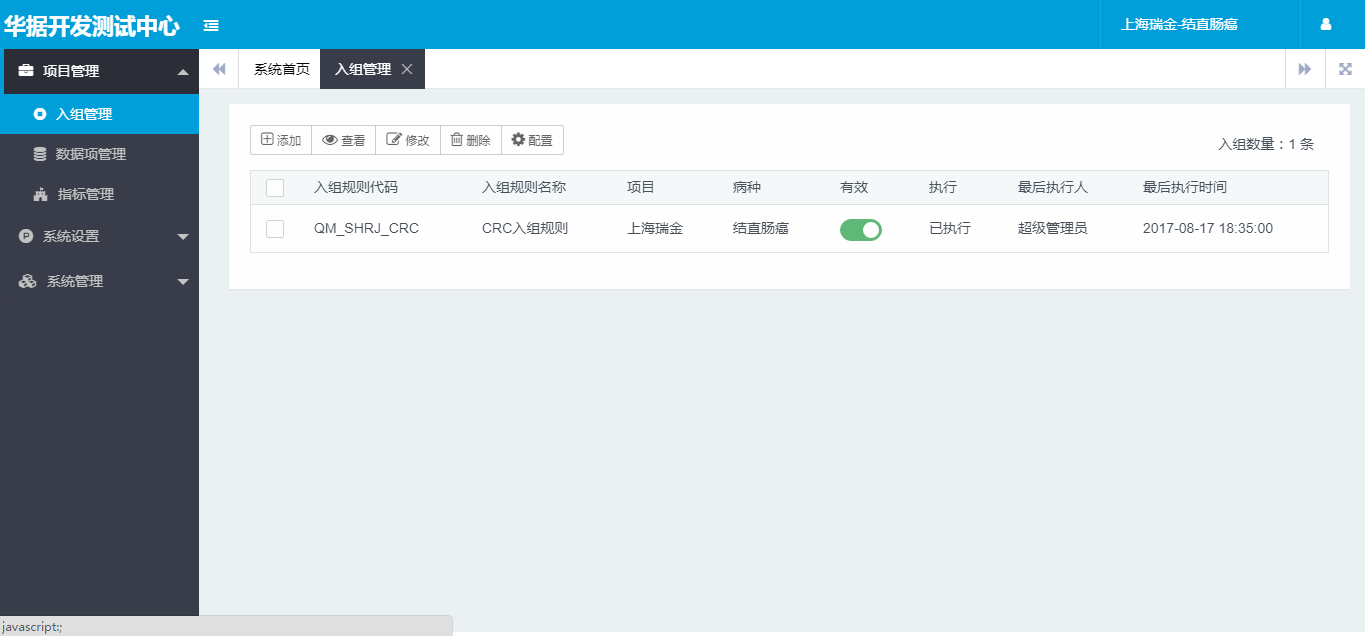 华据开发测试中心
上海瑞金-结直肠癌
项目管理
入组管理
数据项管理
指标管理
系统设置
系统管理
系统首页
入组管理
添加 查看 修改 删除 配置
入组数量：1 条
入组规则代码 入组规则名称 项目 病种 有效 执行 最后执行人 最后执行时间
QM_SHRJ_CRC CRC入组规则 上海瑞金 结直肠癌 已执行 超级管理员 2017-08-17 18:35:00
javascript:;